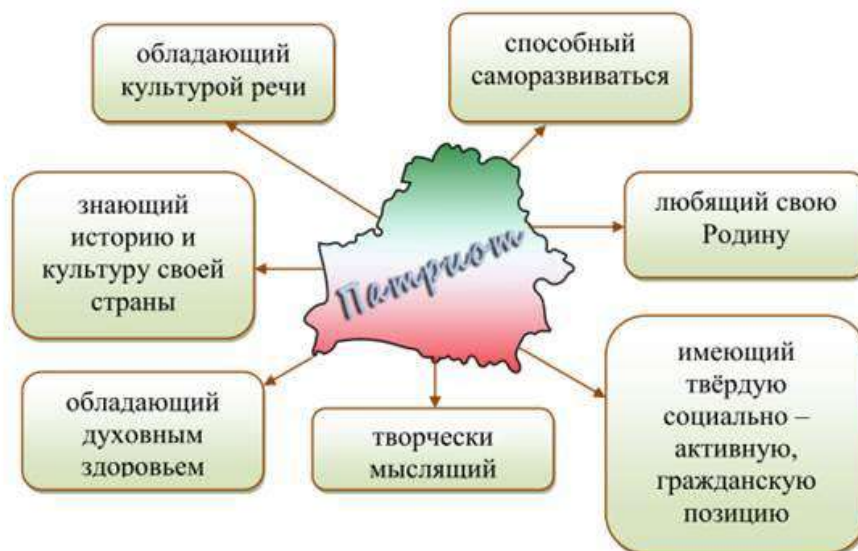 обладающий
культурой речи
способный
саморазвиваться
знающий
историю и
культуру своей
страны
Патриот
любящий свою
Родину
обладающий
духовным
здоровьем
творчески
мыслящий
имеющий
твёрдую
социально –
активную,
гражданскую
позицию